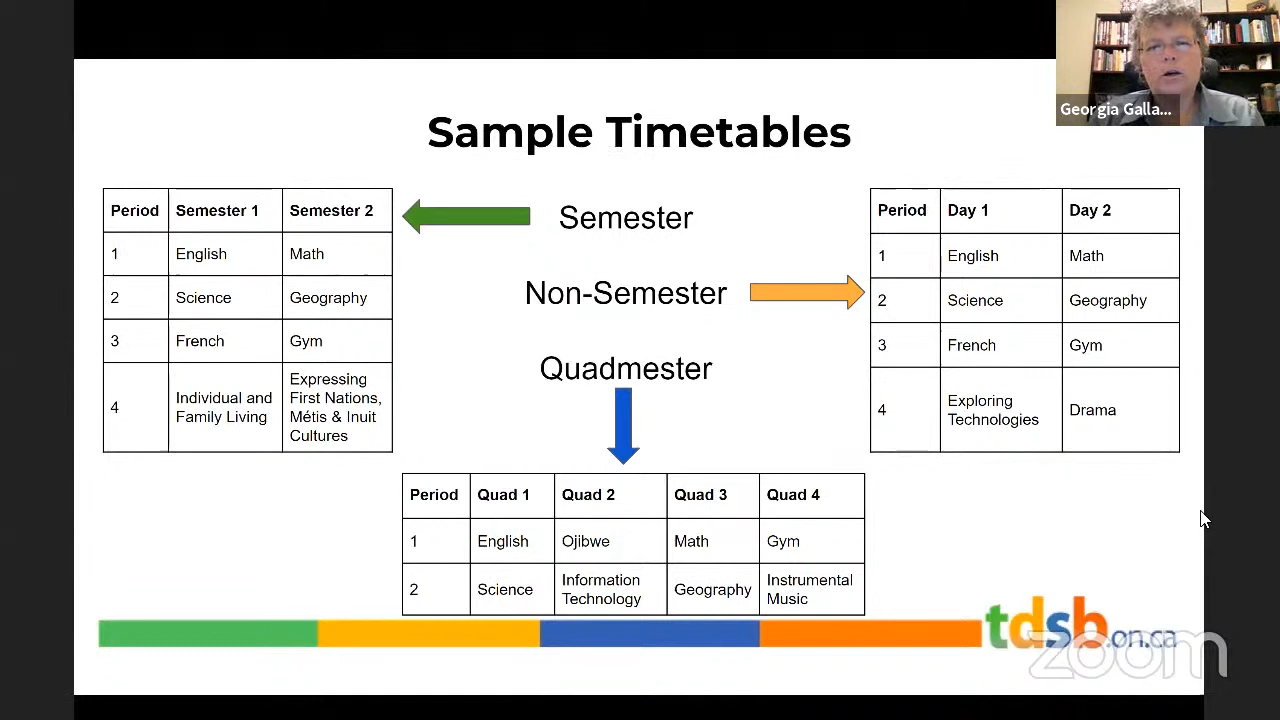 Georgia Galla...
Sample Timetables
Period Semester 1 Semester 2
1 English Math
2 Science Geography
3 French Gym
4 Individual and Family Living Expressing First Nations, Métis & Inuit Cultures
Semester
Non-Semester
Quadmester
Period Day 1 Day 2
1 English Math
2 Science Geography
3 French Gym
4 Exploring Technologies Drama
Period Quad 1 Quad 2 Quad 3 Quad 4
1 English Ojibwe Math Gym
2 Science Information Technology Geography Instrumental Music
tdsb.on.ca
zoom